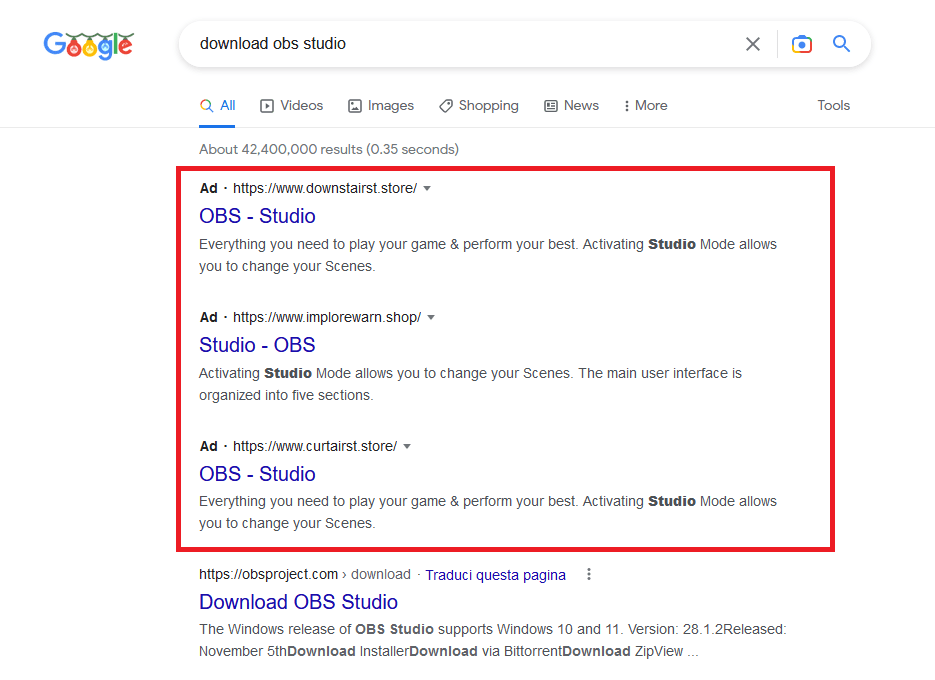 Google
download obs studio
All Videos Images Shopping News More Tools
About 42,400,000 results (0.35 seconds)
Ad · https://www.downstairst.store/
OBS - Studio
Everything you need to play your game & perform your best. Activating Studio Mode allows
you to change your Scenes.
Ad · https://www.implorewarn.shop/
Studio - OBS
Activating Studio Mode allows you to change your Scenes. The main user interface is
organized into five sections.
Ad · https://www.curtairst.store/
OBS - Studio
Everything you need to play your game & perform your best. Activating Studio Mode allows
you to change your Scenes.
https://obsproject.com › download · Traduci questa pagina
Download OBS Studio
The Windows release of OBS Studio supports Windows 10 and 11. Version: 28.1.2Released:
November 5thDownload InstallerDownload via BittorrentDownload ZipView ...